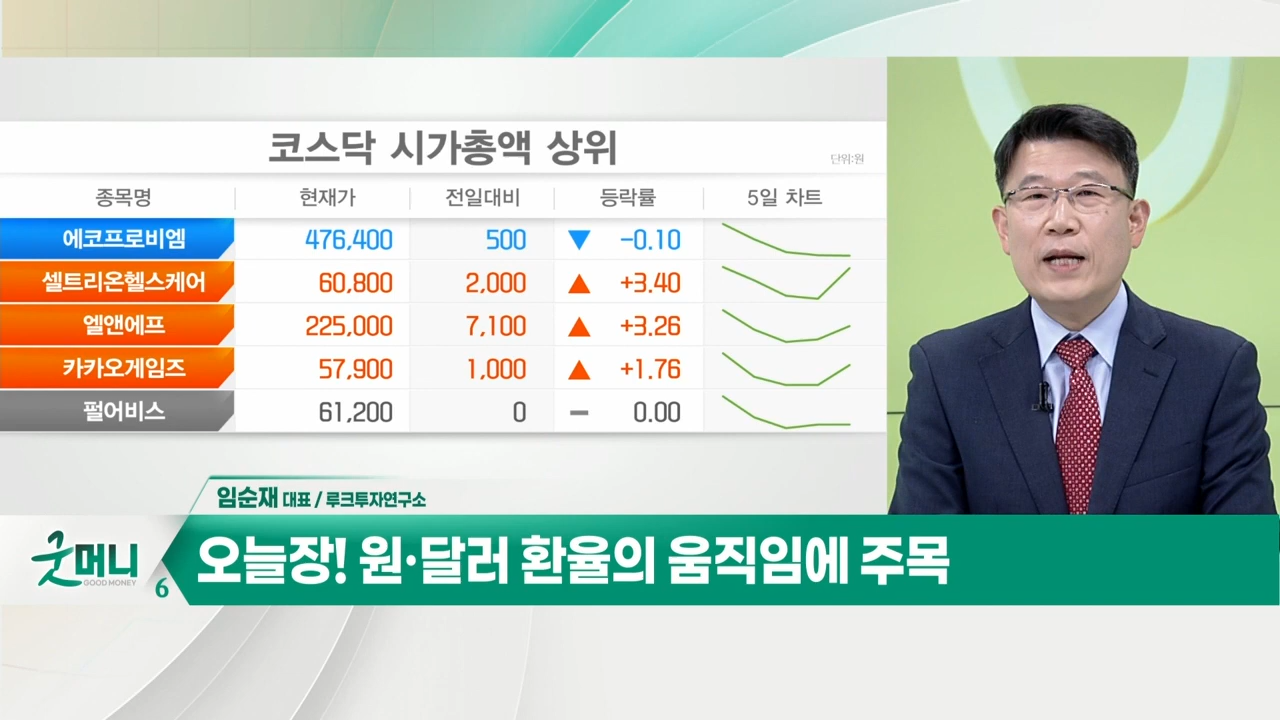 코스닥 시가총액 상위
단위:원
종목명 현재가 전일대비 등락률 5일 차트
에코프로비엠 476,400 500 ▼ -0.10
셀트리온헬스케어 60,800 2,000 ▲ +3.40
엘앤에프 225,000 7,100 ▲ +3.26
카카오게임즈 57,900 1,000 ▲ +1.76
펄어비스 61,200 0 - 0.00
임순재 대표 / 루크투자연구소
굿머니
GOOD MONEY
6
오늘장! 원·달러 환율의 움직임에 주목